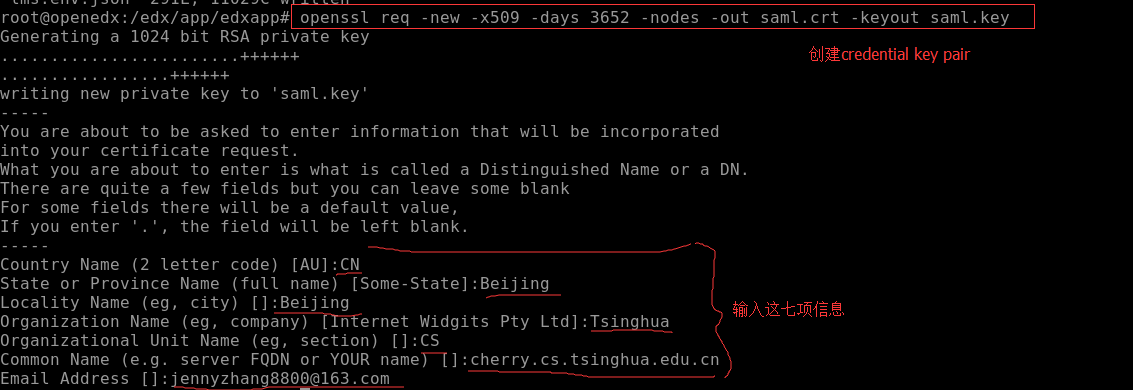 lms.env.json" 291L, 11029C written
root@openedx:/edx/app/edxapp# openssl req -new -x509 -days 3652 -nodes -out saml.crt -keyout saml.key
Generating a 1024 bit RSA private key
创建credential key pair
........................++++++
.................++++++
writing new private key to 'saml.key'
-----
You are about to be asked to enter information that will be incorporated
into your certificate request.
What you are about to enter is what is called a Distinguished Name or a DN.
There are quite a few fields but you can leave some blank
For some fields there will be a default value,
If you enter '.', the field will be left blank.
-----
Country Name (2 letter code) [AU]:CN
State or Province Name (full name) [Some-State]:Beijing
Locality Name (eg, city) []:Beijing
输入这七项信息
Organization Name (eg, company) [Internet Widgits Pty Ltd]:Tsinghua
Organizational Unit Name (eg, section) []:CS
Common Name (e.g. server FQDN or YOUR name) []:cherry.cs.tsinghua.edu.cn
Email Address []:jennyzhang8800@163.com